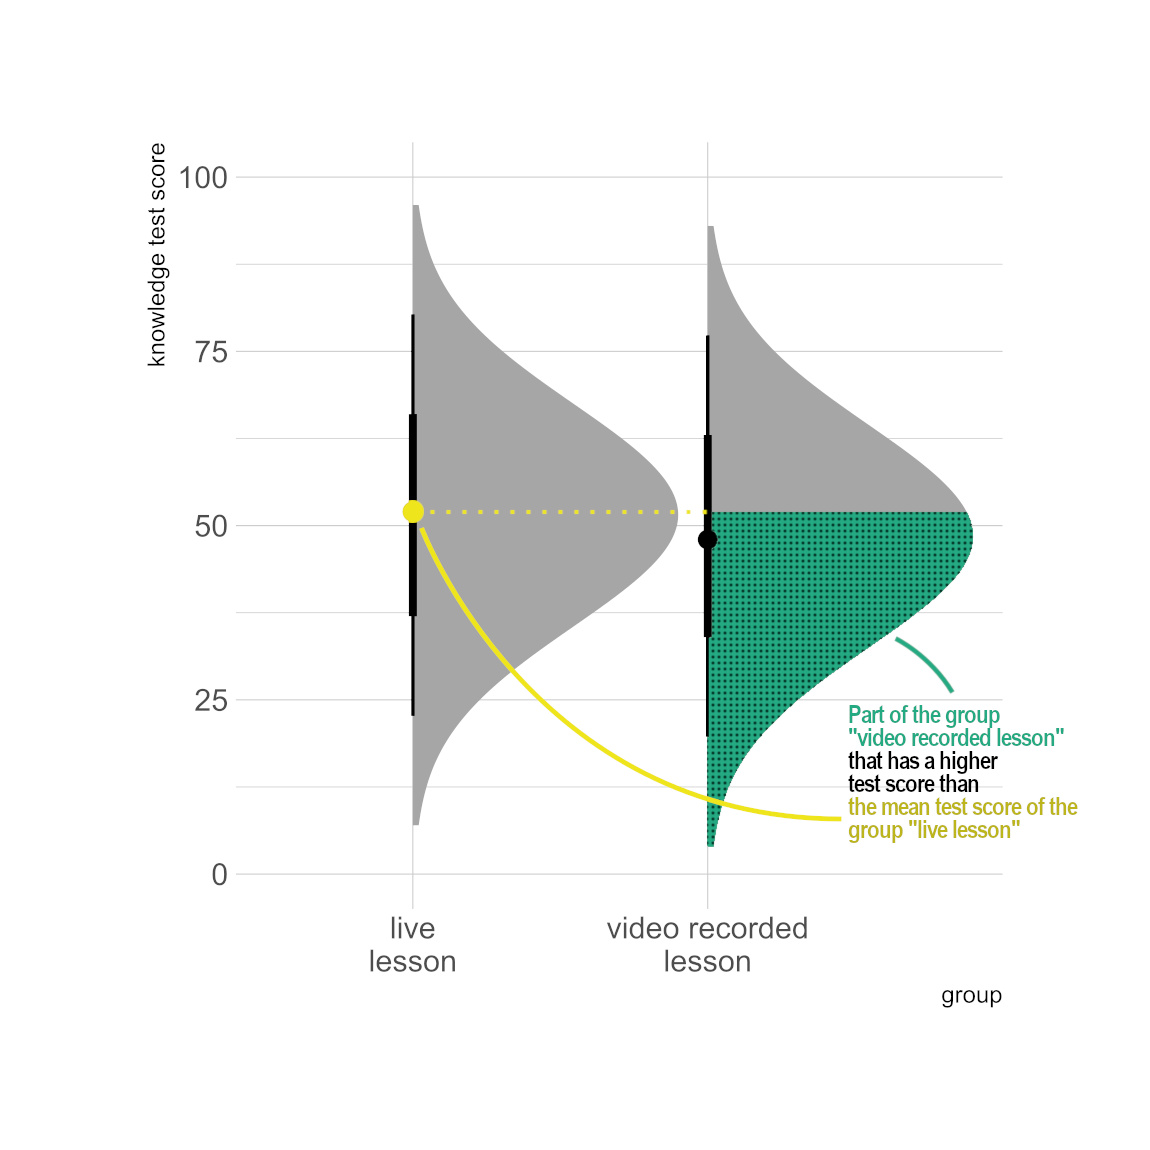 knowledge test score
100
75
50
25
0
Part of the group
"video recorded lesson"
that has a higher
test score than
the mean test score of the
group "live lesson"
live
lesson
video recorded
lesson
group